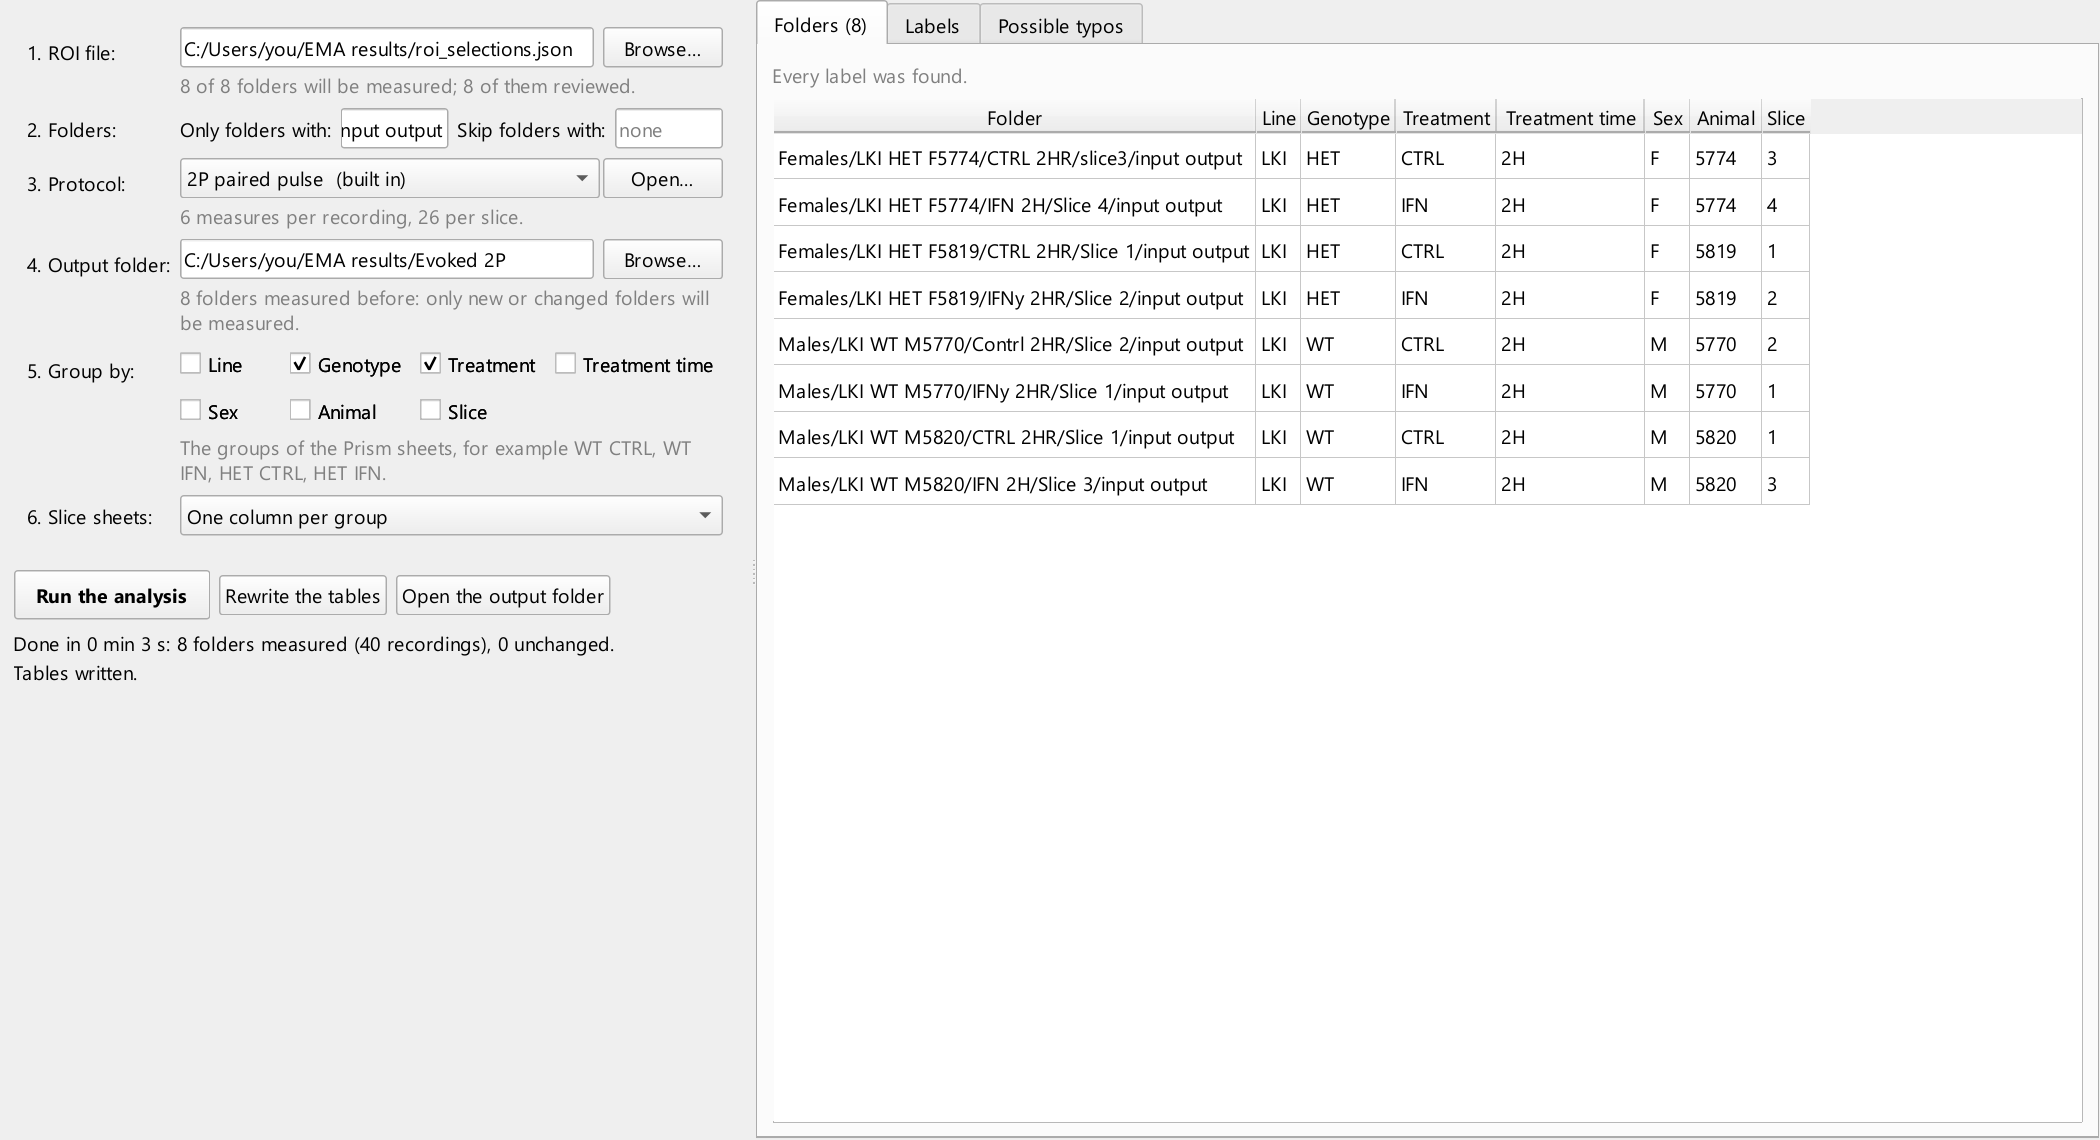 1. ROI file:
C:/Users/you/EMA results/roi_selections.json
Browse...
8 of 8 folders will be measured; 8 of them reviewed.
2. Folders:
Only folders with:
nput output
Skip folders with:
none
3. Protocol:
2P paired pulse (built in)
Open...
6 measures per recording, 26 per slice.
4. Output folder:
C:/Users/you/EMA results/Evoked 2P
Browse...
8 folders measured before: only new or changed folders will
be measured.
5. Group by:
Line
Genotype
Treatment
Treatment time
Sex
Animal
Slice
The groups of the Prism sheets, for example WT CTRL, WT
IFN, HET CTRL, HET IFN.
6. Slice sheets:
One column per group
Run the analysis
Rewrite the tables
Open the output folder
Done in 0 min 3 s: 8 folders measured (40 recordings), 0 unchanged.
Tables written.
Folders (8)
Labels
Possible typos
Every label was found.
Folder Line Genotype Treatment Treatment time Sex Animal Slice
Females/LKI HET F5774/CTRL 2HR/slice3/input output LKI HET CTRL 2H F 5774 3
Females/LKI HET F5774/IFN 2H/Slice 4/input output LKI HET IFN 2H F 5774 4
Females/LKI HET F5819/CTRL 2HR/Slice 1/input output LKI HET CTRL 2H F 5819 1
Females/LKI HET F5819/IFNy 2HR/Slice 2/input output LKI HET IFN 2H F 5819 2
Males/LKI WT M5770/Contrl 2HR/Slice 2/input output LKI WT CTRL 2H M 5770 2
Males/LKI WT M5770/IFNy 2HR/Slice 1/input output LKI WT IFN 2H M 5770 1
Males/LKI WT M5820/CTRL 2HR/Slice 1/input output LKI WT CTRL 2H M 5820 1
Males/LKI WT M5820/IFN 2H/Slice 3/input output LKI WT IFN 2H M 5820 3